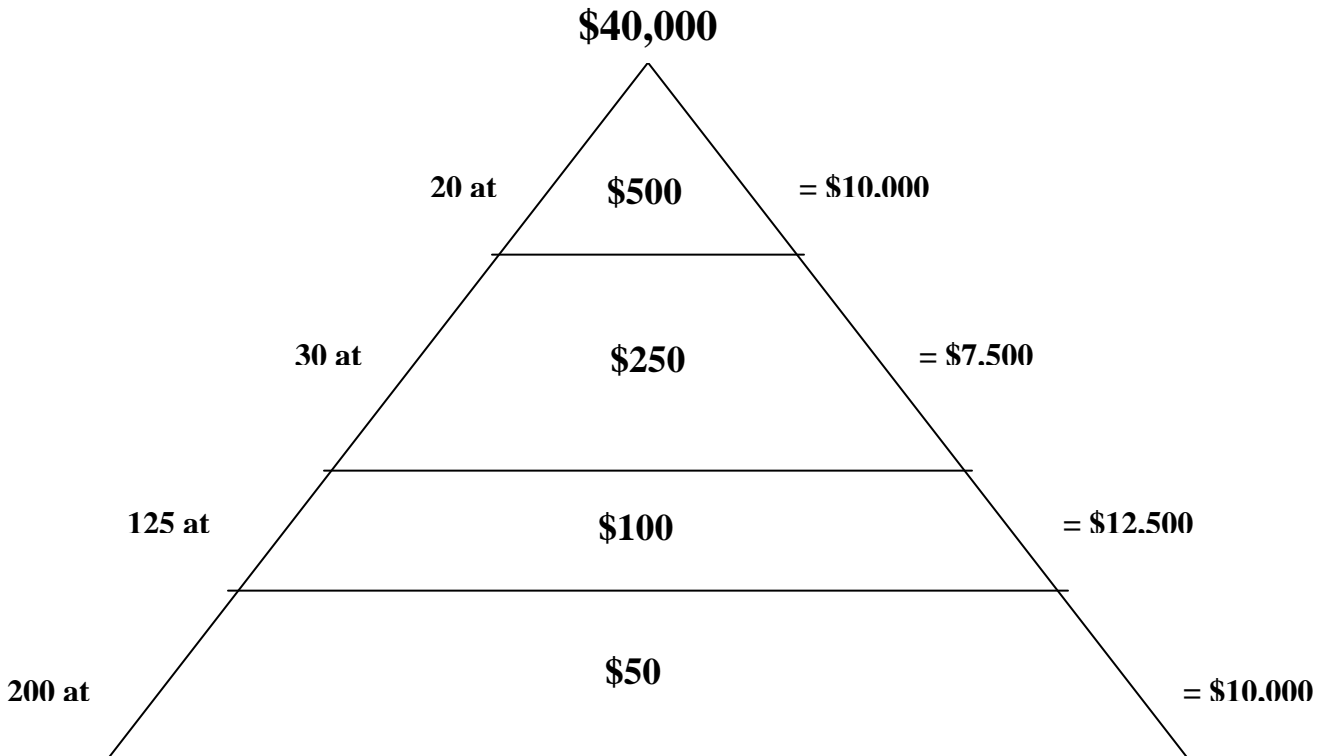 $40,000
20 at $500 = $10,000
30 at $250 = $7,500
125 at $100 = $12,500
200 at $50 = $10,000